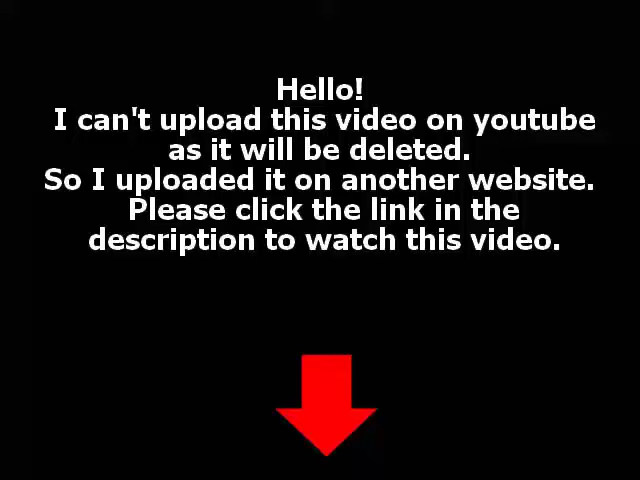 Hello!
I can't upload this video on youtube
as it will be deleted.
So I uploaded it on another website.
Please click the link in the
description to watch this video.